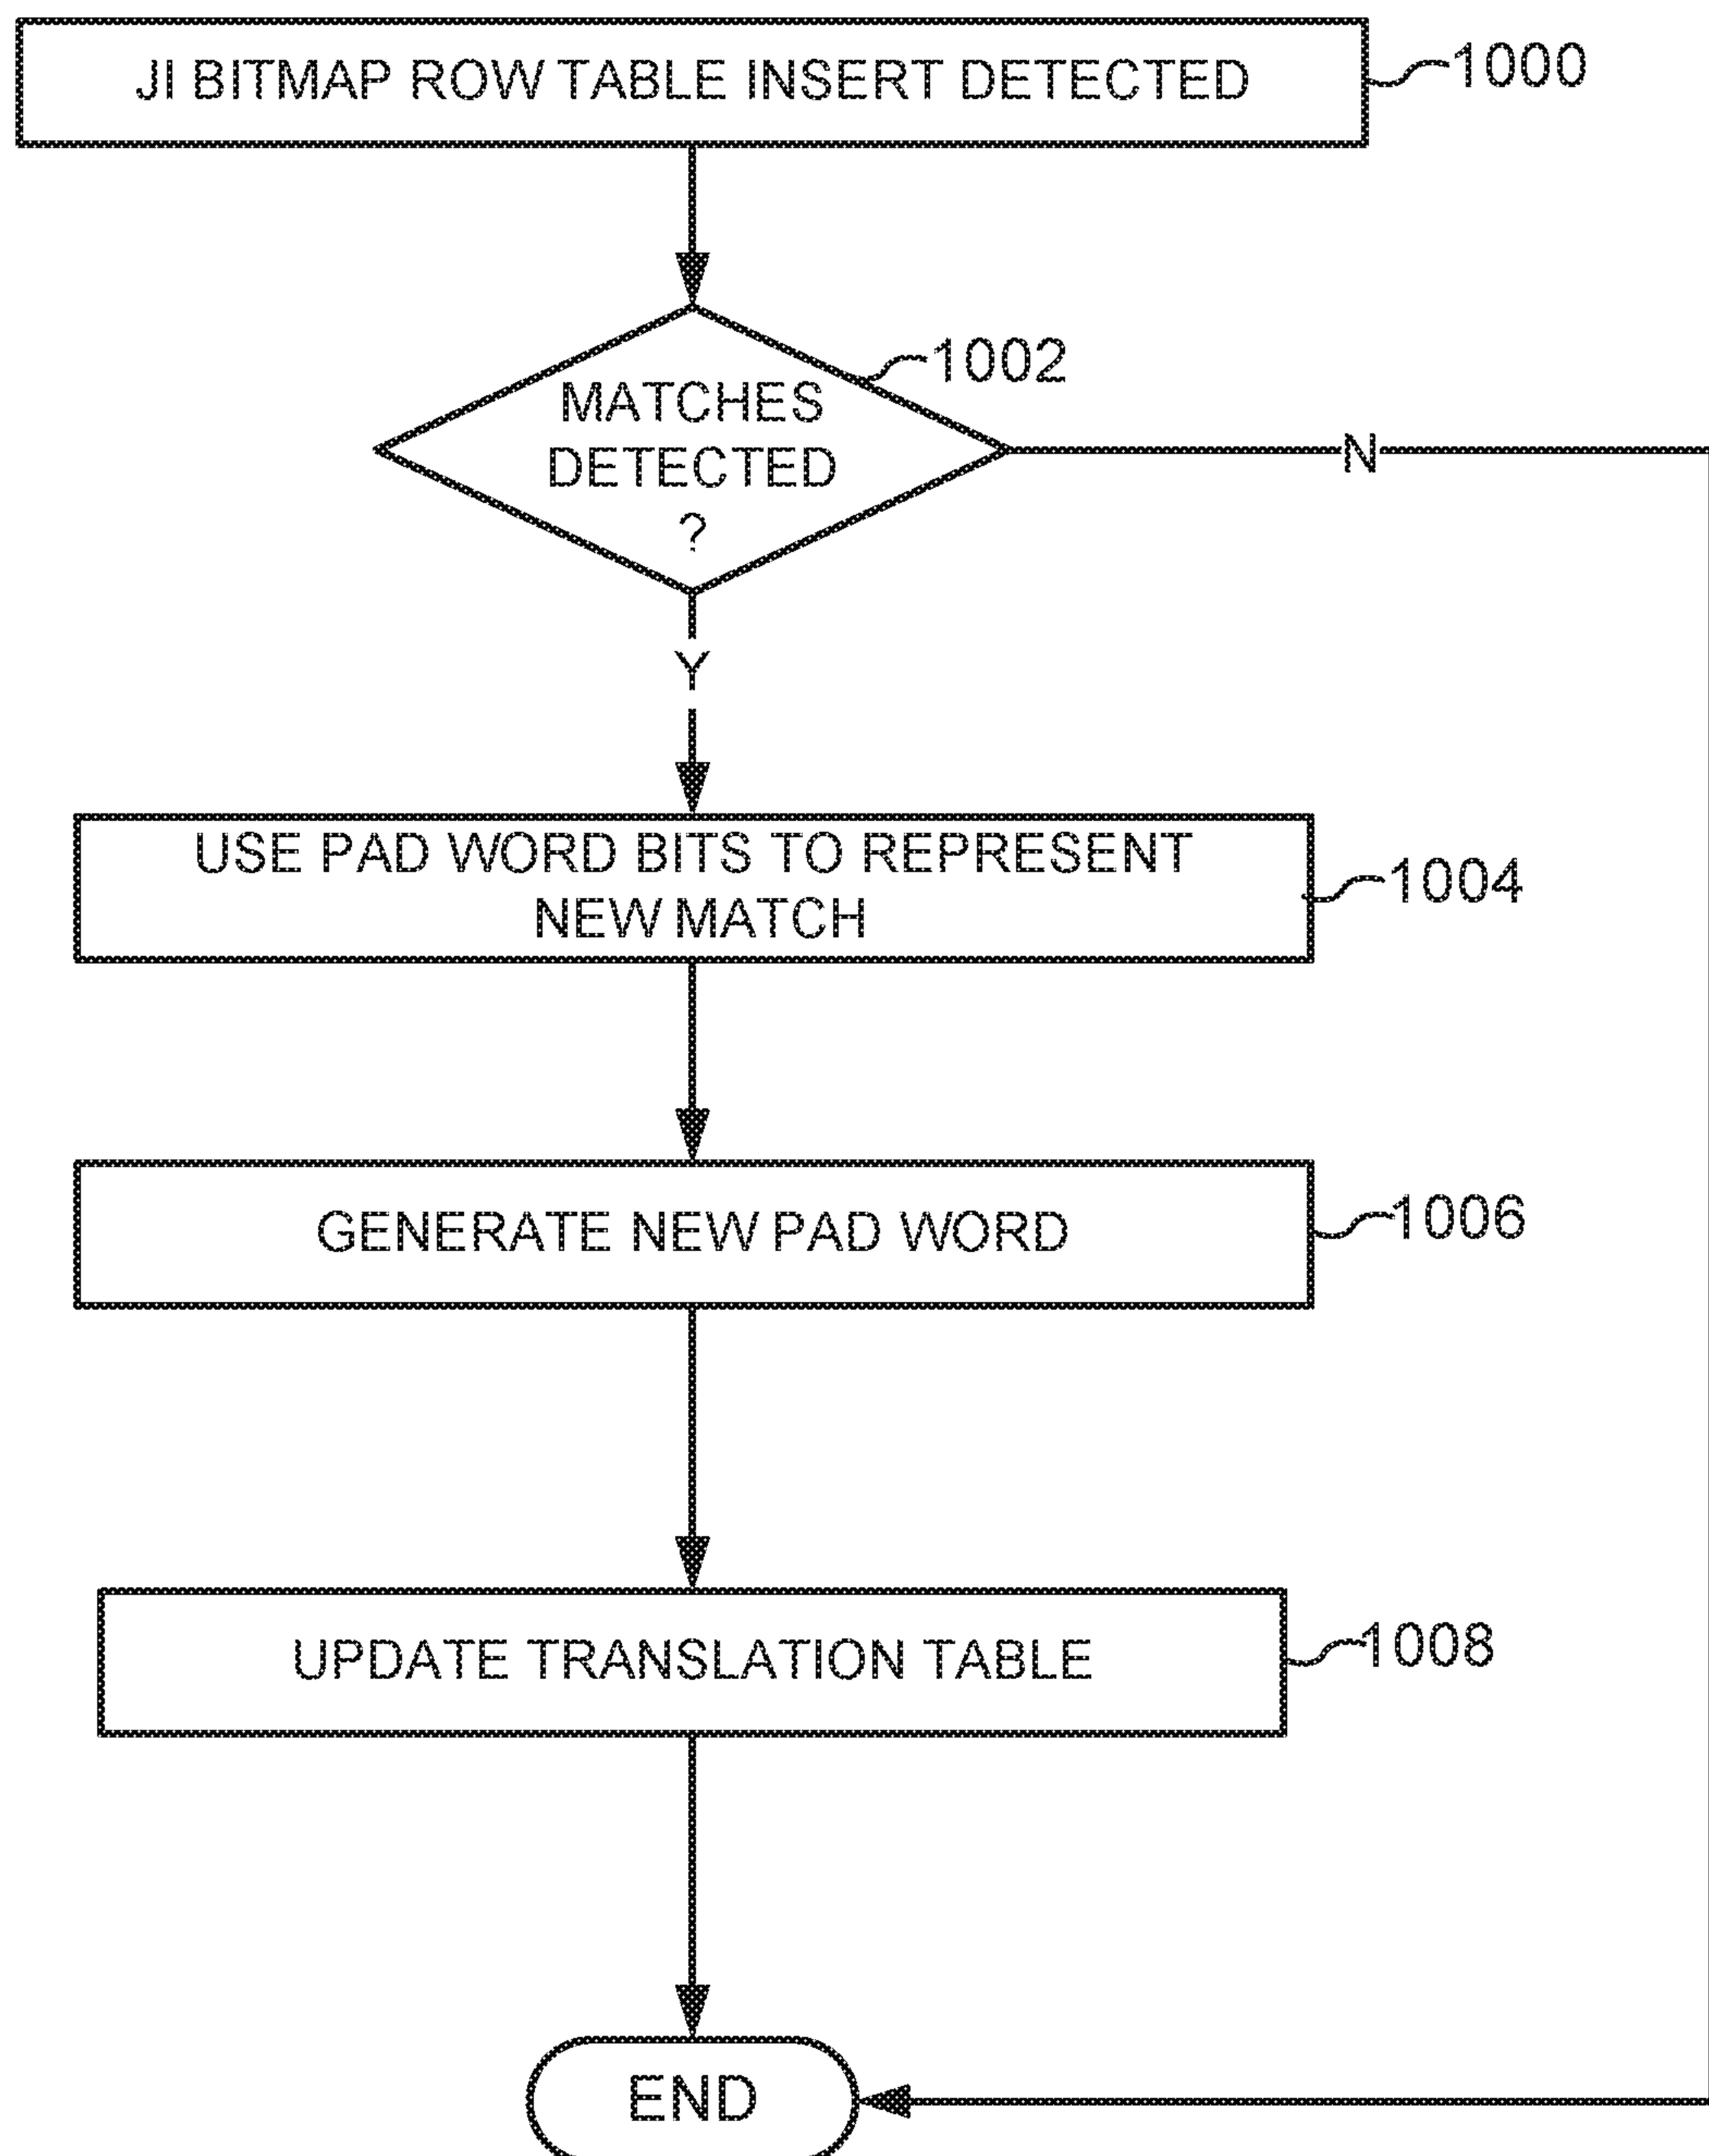 JI BITMAP ROW TABLE INSERT DETECTED
1000
1002
MATCHES
DETECTED
?
N
Y
USE PAD WORD BITS TO REPRESENT
NEW MATCH
1004
GENERATE NEW PAD WORD
1006
UPDATE TRANSLATION TABLE
1008
END